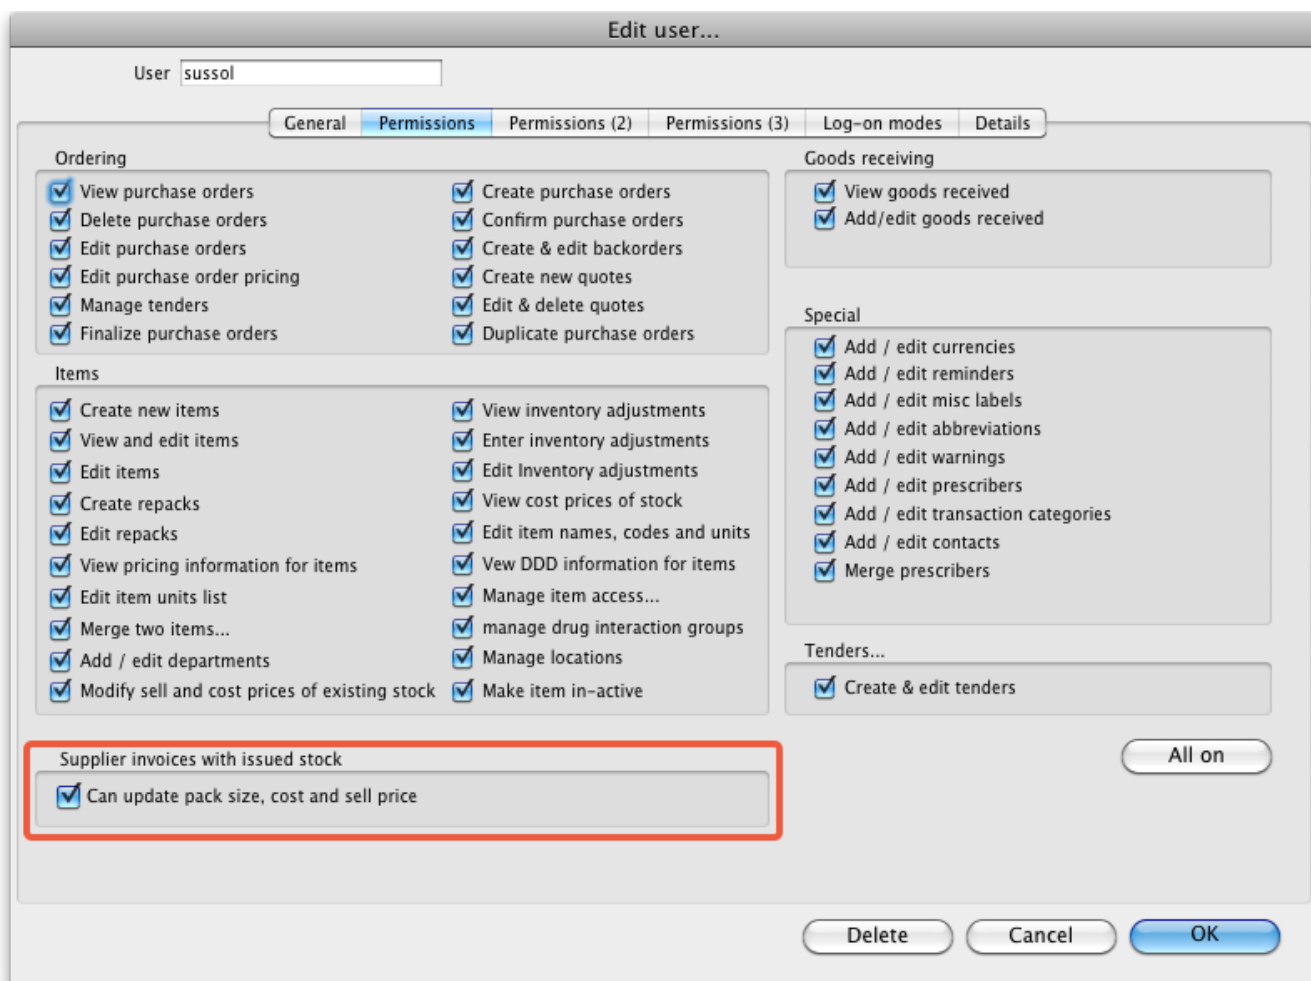 Edit user...
User sussol
General Permissions Permissions (2) Permissions (3) Log-on modes Details
Ordering
View purchase orders
Delete purchase orders
Edit purchase orders
Edit purchase order pricing
Manage tenders
Finalize purchase orders
Create purchase orders
Confirm purchase orders
Create & edit backorders
Create new quotes
Edit & delete quotes
Duplicate purchase orders
Items
Create new items
View and edit items
Edit items
Create repacks
Edit repacks
View pricing information for items
Edit item units list
Merge two items...
Add / edit departments
Modify sell and cost prices of existing stock
View inventory adjustments
Enter inventory adjustments
Edit Inventory adjustments
View cost prices of stock
Edit item names, codes and units
Vew DDD information for items
Manage item access...
manage drug interaction groups
Manage locations
Make item in-active
Supplier invoices with issued stock
Can update pack size, cost and sell price
Goods receiving
View goods received
Add/edit goods received
Special
Add / edit currencies
Add / edit reminders
Add / edit misc labels
Add / edit abbreviations
Add / edit warnings
Add / edit prescribers
Add / edit transaction categories
Add / edit contacts
Merge prescribers
Tenders...
Create & edit tenders
All on
Delete Cancel OK